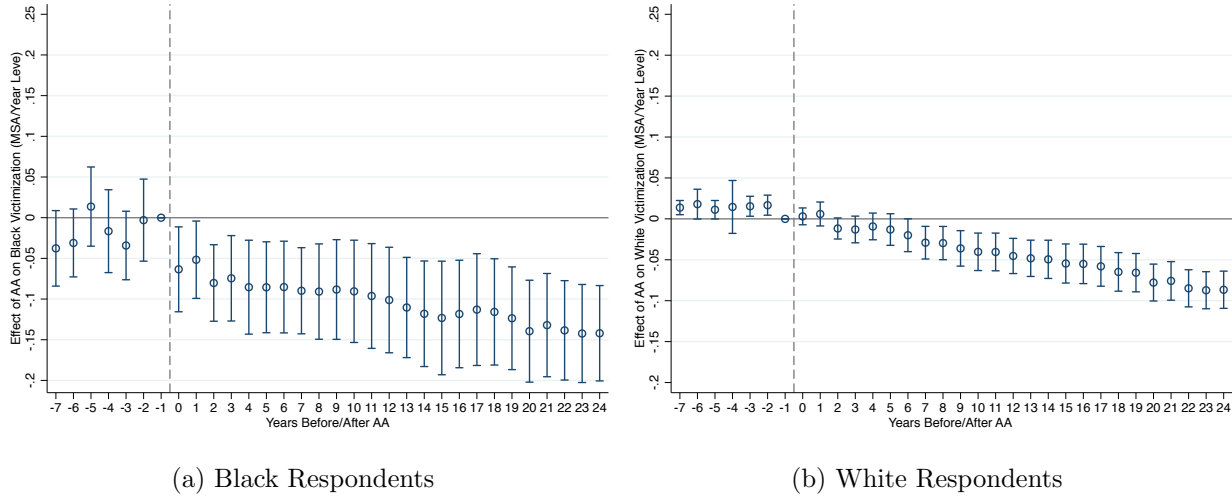 Effect of AA on Black Victimization (MSA/Year Level)
.25
.2
.15
.1
.05
0
-.05
-.1
-.15
-.2
-7 -6 -5 -4 -3 -2 -1 0 1 2 3 4 5 6 7 8 9 10 11 12 13 14 15 16 17 18 19 20 21 22 23 24
Years Before/After AA
(a) Black Respondents
Effect of AA on White Victimization (MSA/Year Level)
.25
.2
.15
.1
.05
0
-.05
-.1
-.15
-.2
-7 -6 -5 -4 -3 -2 -1 0 1 2 3 4 5 6 7 8 9 10 11 12 13 14 15 16 17 18 19 20 21 22 23 24
Years Before/After AA
(b) White Respondents